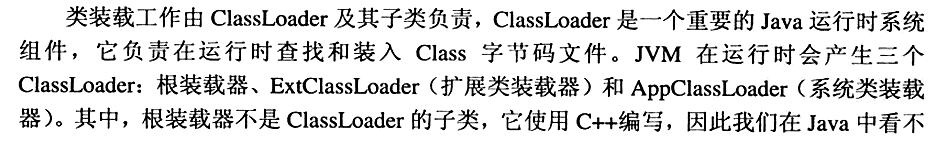 类装载工作由 ClassLoader 及其子类负责，ClassLoader 是一个重要的 Java 运行时系统
组件，它负责在运行时查找和装入 Class 字节码文件。JVM 在运行时会产生三个
ClassLoader：根装载器、ExtClassLoader（扩展类装载器）和 AppClassLoader（系统类装载
器）。其中，根装载器不是 ClassLoader 的子类，它使用 C++编写，因此我们在 Java 中看不